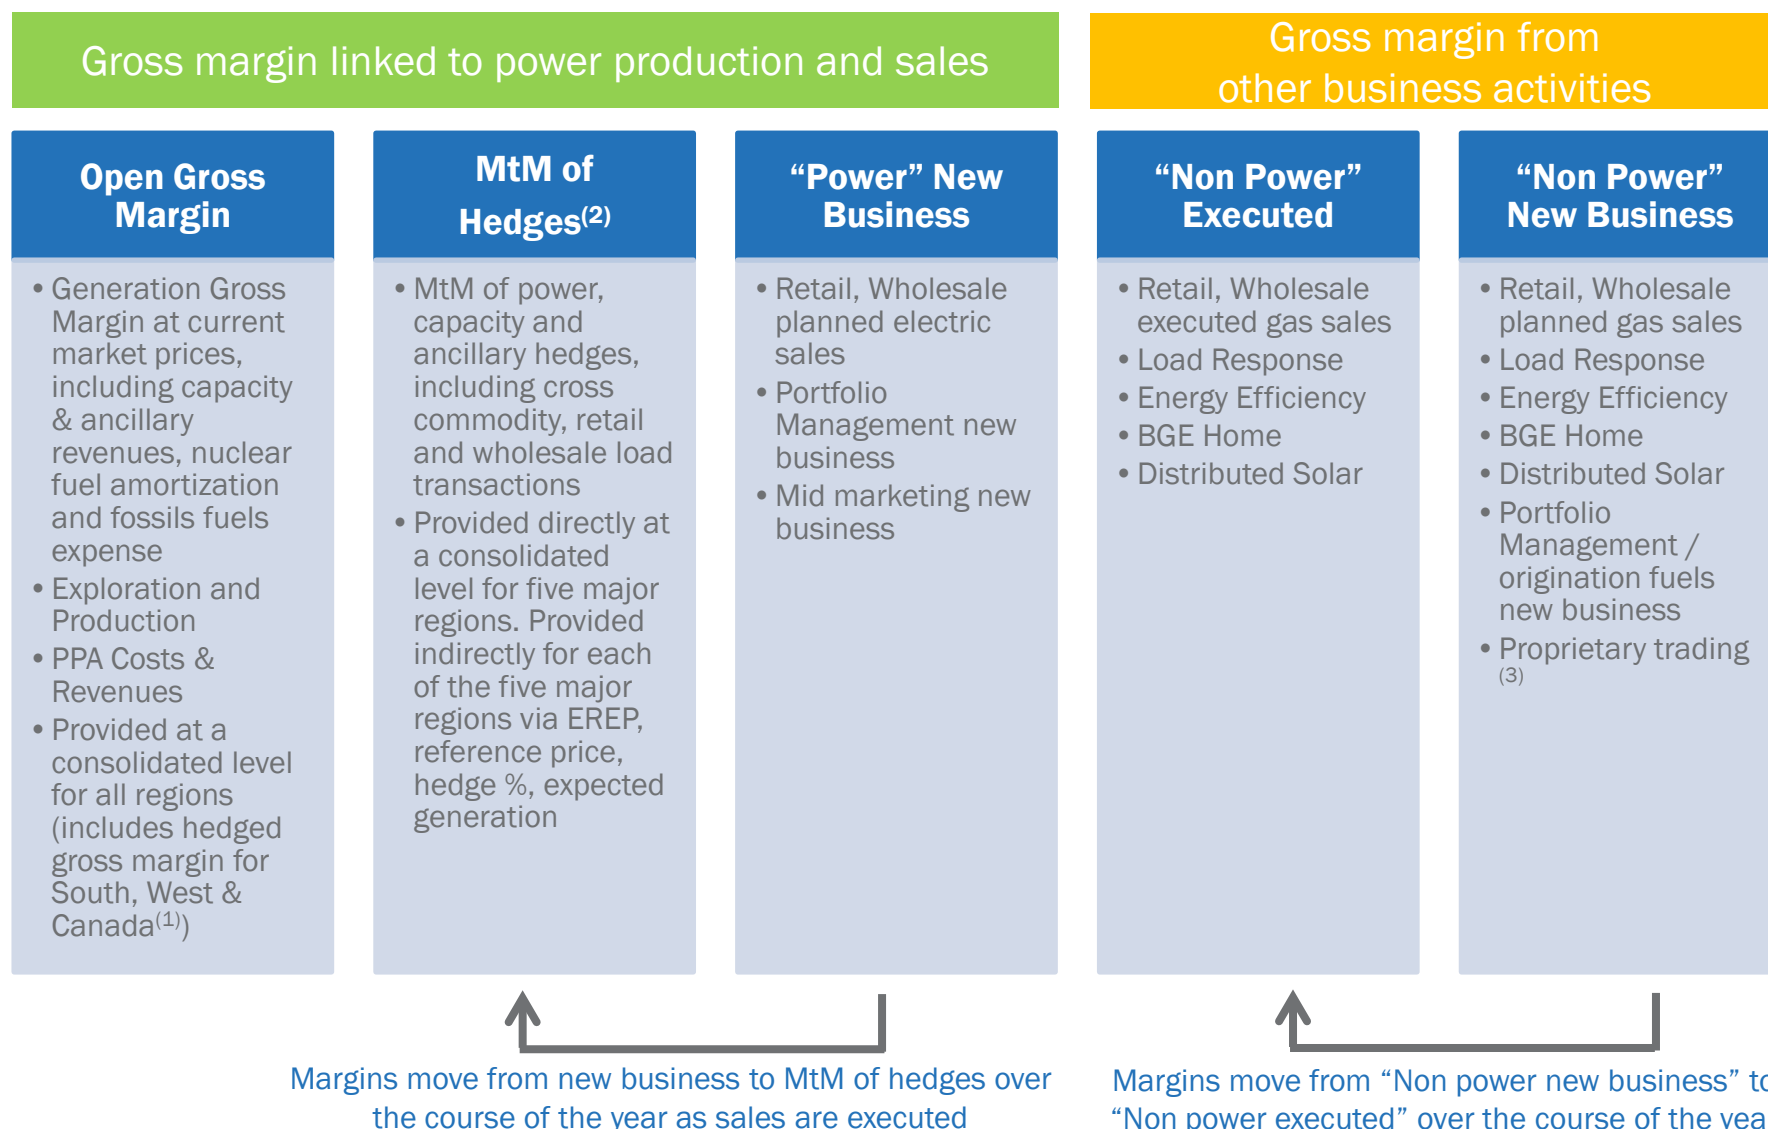 Gross margin linked to power production and sales
Gross margin from
other business activities
Open Gross
Margin
• Generation Gross
Margin at current
market prices,
including capacity
& ancillary
revenues, nuclear
fuel amortization
and fossils fuels
expense
• Exploration and
Production
• PPA Costs &
Revenues
• Provided at a
consolidated level
for all regions
(includes hedged
gross margin for
South, West &
Canada(1))
MtM of
Hedges(2)
• MtM of power,
capacity and
ancillary hedges,
including cross
commodity, retail
and wholesale load
transactions
• Provided directly at
a consolidated
level for five major
regions. Provided
indirectly for each
of the five major
regions via EREP,
reference price,
hedge %, expected
generation
“Power” New
Business
• Retail, Wholesale
planned electric
sales
• Portfolio
Management new
business
• Mid marketing new
business
“Non Power”
Executed
• Retail, Wholesale
executed gas sales
• Load Response
• Energy Efficiency
• BGE Home
• Distributed Solar
“Non Power”
New Business
• Retail, Wholesale
planned gas sales
• Load Response
• Energy Efficiency
• BGE Home
• Distributed Solar
• Portfolio
Management /
origination fuels
new business
• Proprietary trading
(3)
Margins move from new business to MtM of hedges over
the course of the year as sales are executed
Margins move from “Non power new business” to
“Non power executed” over the course of the year